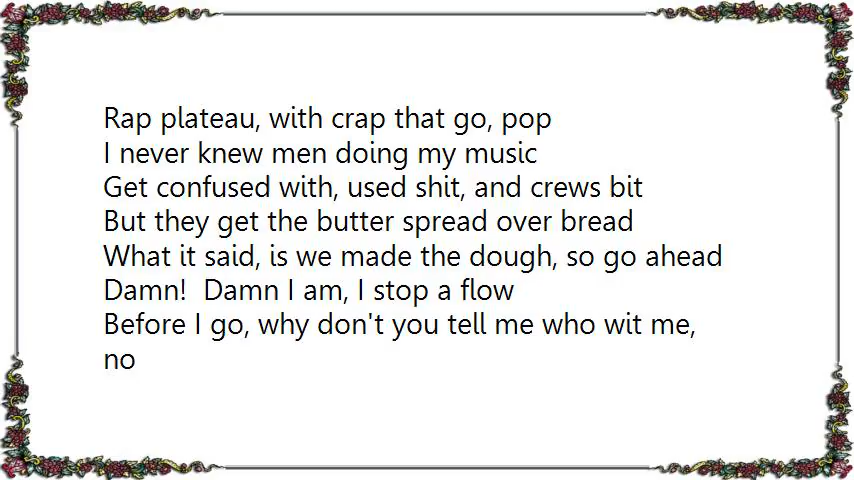 Rap plateau, with crap that go, pop
I never knew men doing my music
Get confused with, used shit, and crews bit
But they get the butter spread over bread
What it said, is we made the dough, so go ahead
Damn!  Damn I am, I stop a flow
Before I go, why don't you tell me who wit me,
no